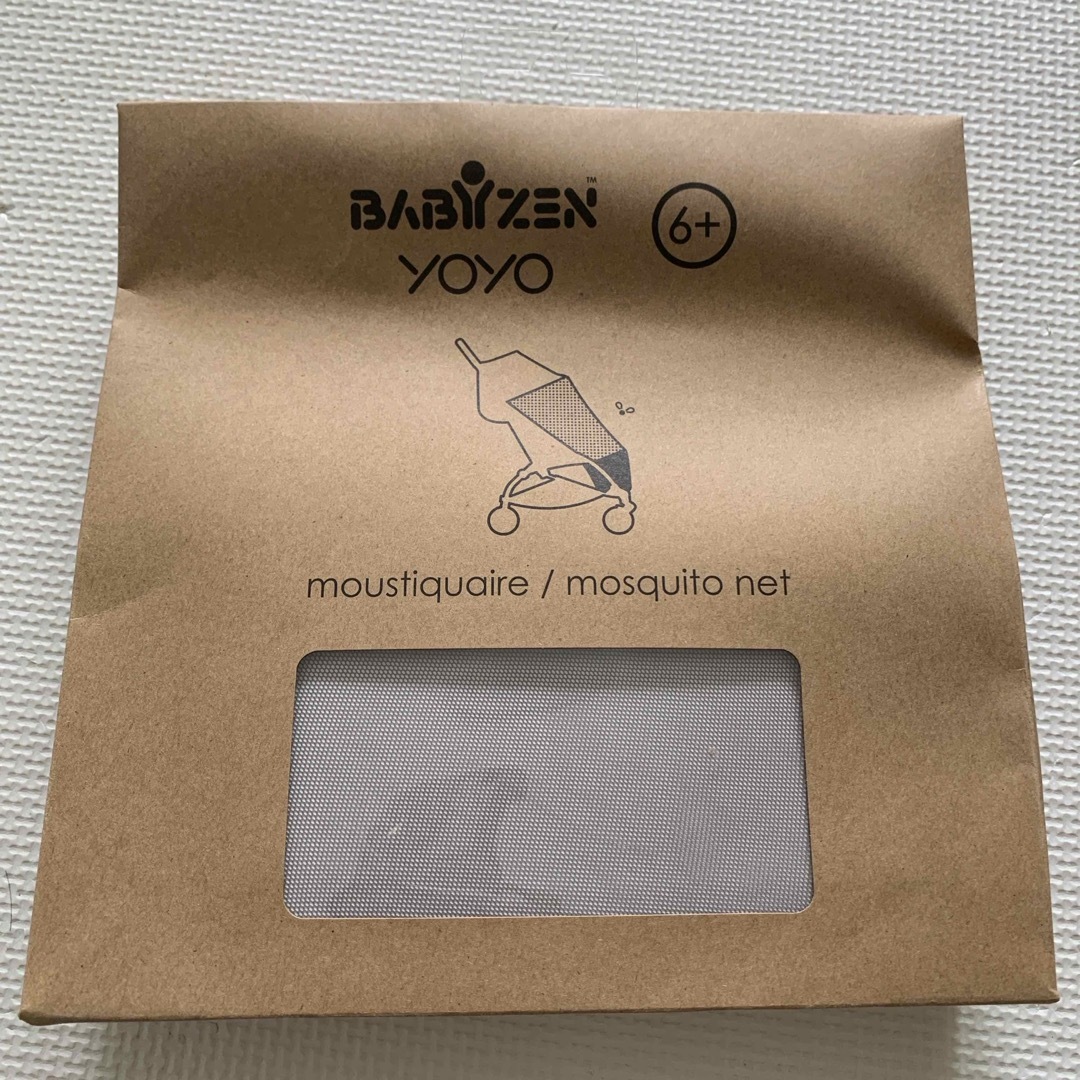 BABYZEN™
6+
YOYO
moustiquaire / mosquito net